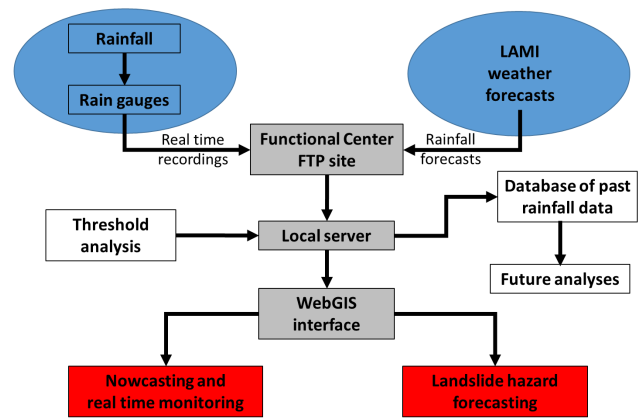 Rainfall
Rain gauges
LAMI
weather
forecasts
Real time
recordings
Functional Center
FTP site
Rainfall
forecasts
Database of past
rainfall data
Threshold
analysis
Local server
Future analyses
WebGIS
interface
Nowcasting and
real time monitoring
Landslide hazard
forecasting